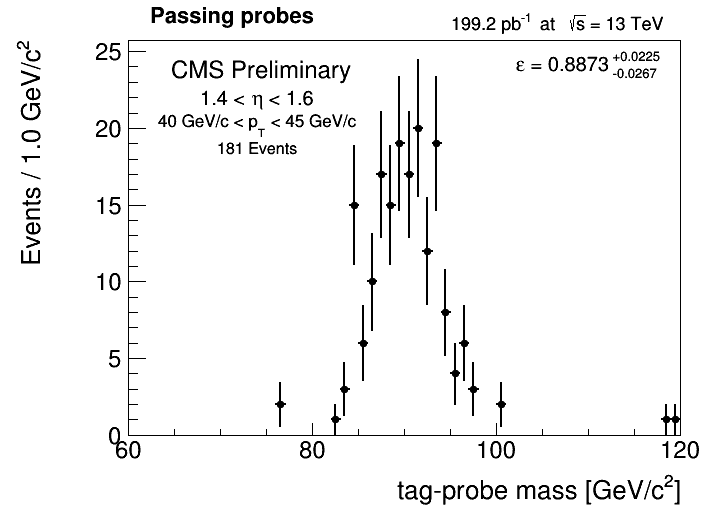 Passing probes
199.2 pb⁻¹ at √s = 13 TeV
CMS Preliminary
1.4 < η < 1.6
40 GeV/c < p_T < 45 GeV/c
181 Events
ε = 0.8873 +0.0225 -0.0267
Events / 1.0 GeV/c²
25
20
15
10
5
0
60 80 100 120
tag-probe mass [GeV/c²]